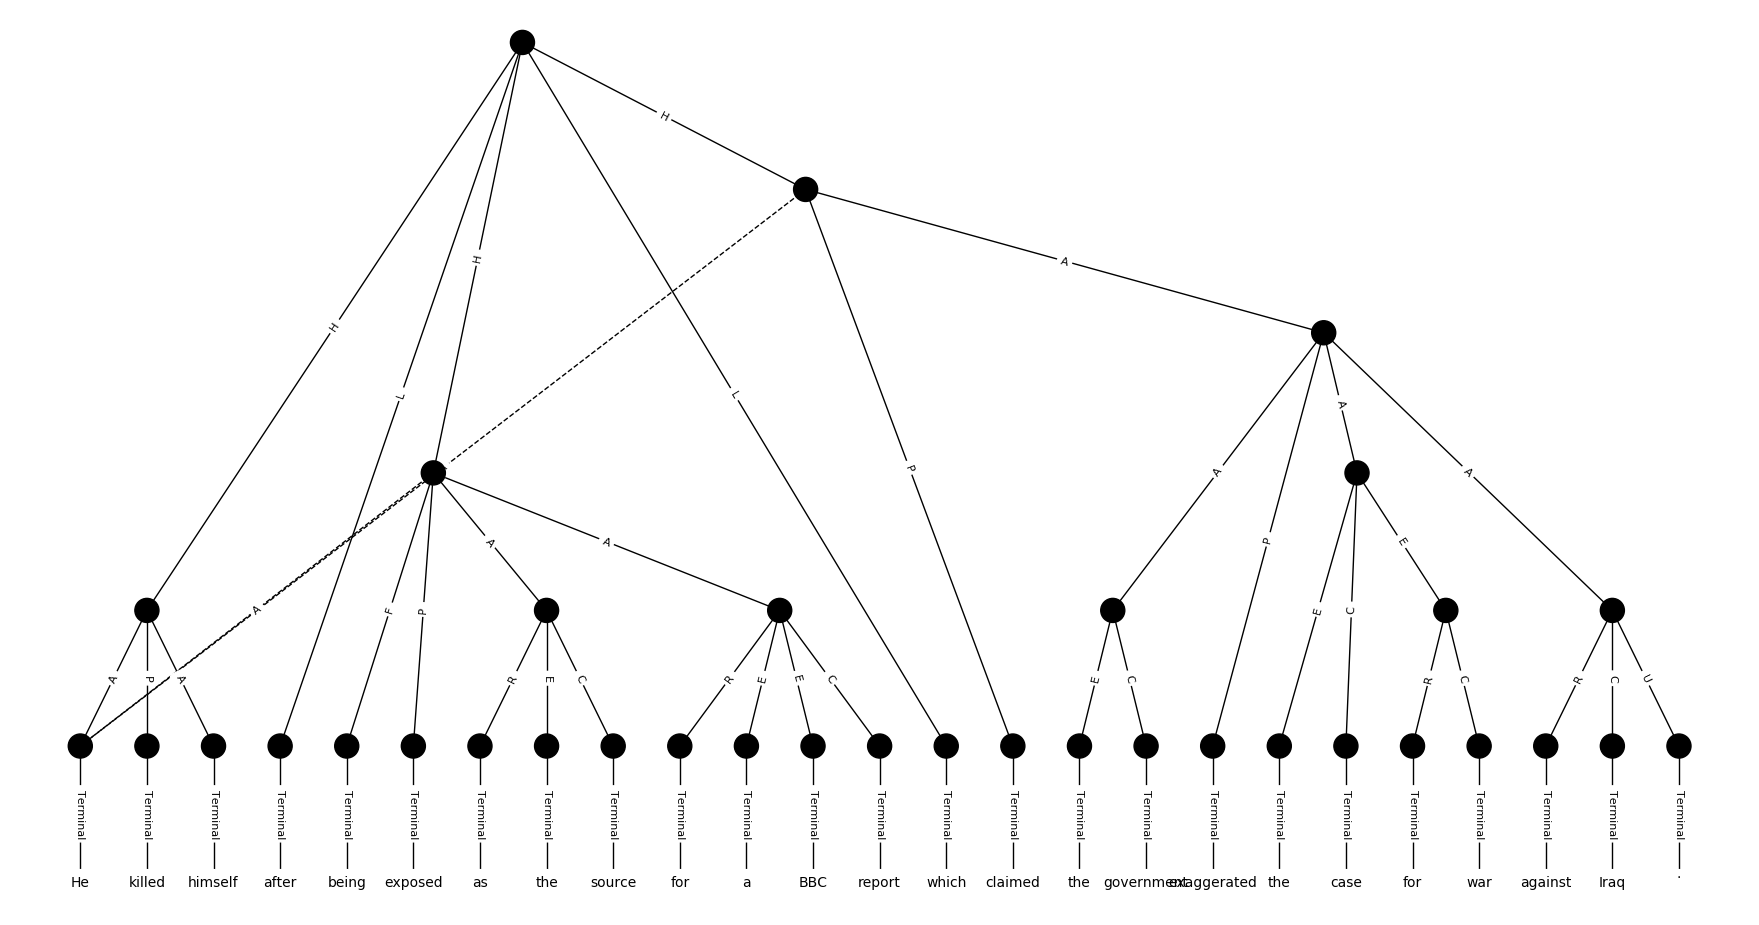 H
H
A
H
L
L
A
P
A
A
P
A
A
E
A
F
P
E
C
A
P
A
R
E
C
R
E
E
C
E
C
R
C
R
C
U
Terminal Terminal Terminal Terminal Terminal Terminal Terminal Terminal Terminal Terminal Terminal Terminal Terminal Terminal Terminal Terminal Terminal Terminal Terminal Terminal Terminal Terminal Terminal Terminal Terminal
He killed himself after being exposed as the source for a BBC report which claimed the government exaggerated the case for war against Iraq .